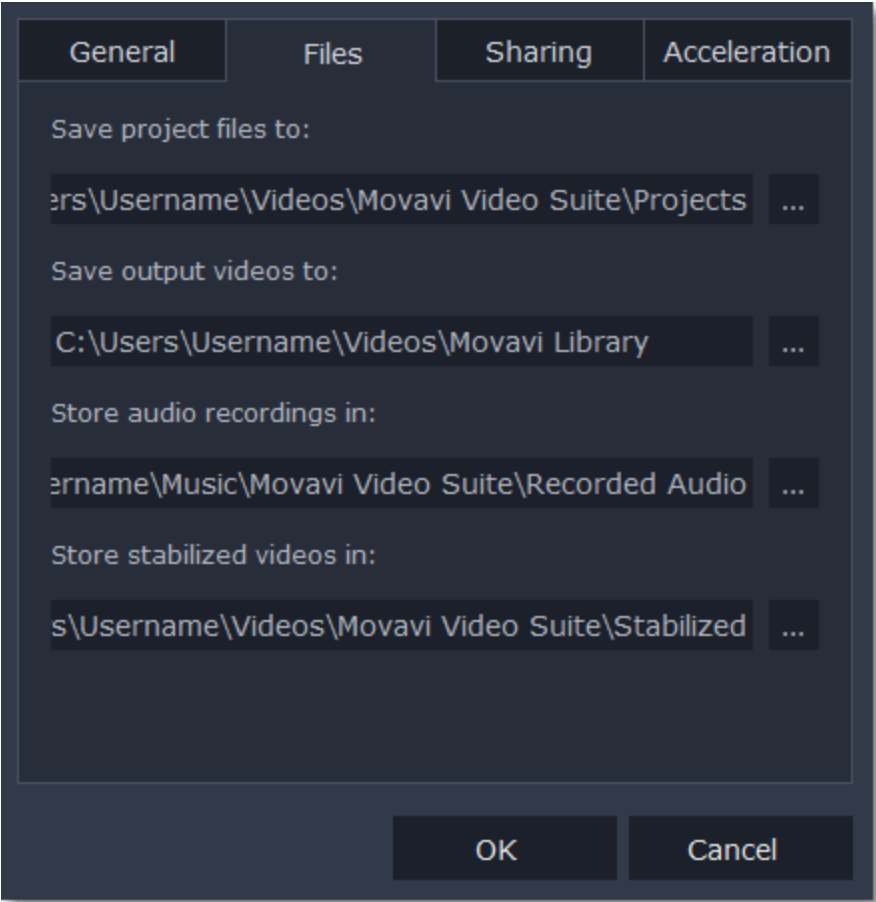 General Files Sharing Acceleration
Save project files to:
ers\Username\Videos\Movavi Video Suite\Projects ...
Save output videos to:
C:\Users\Username\Videos\Movavi Library ...
Store audio recordings in:
ername\Music\Movavi Video Suite\Recorded Audio ...
Store stabilized videos in:
s\Username\Videos\Movavi Video Suite\Stabilized ...
OK Cancel